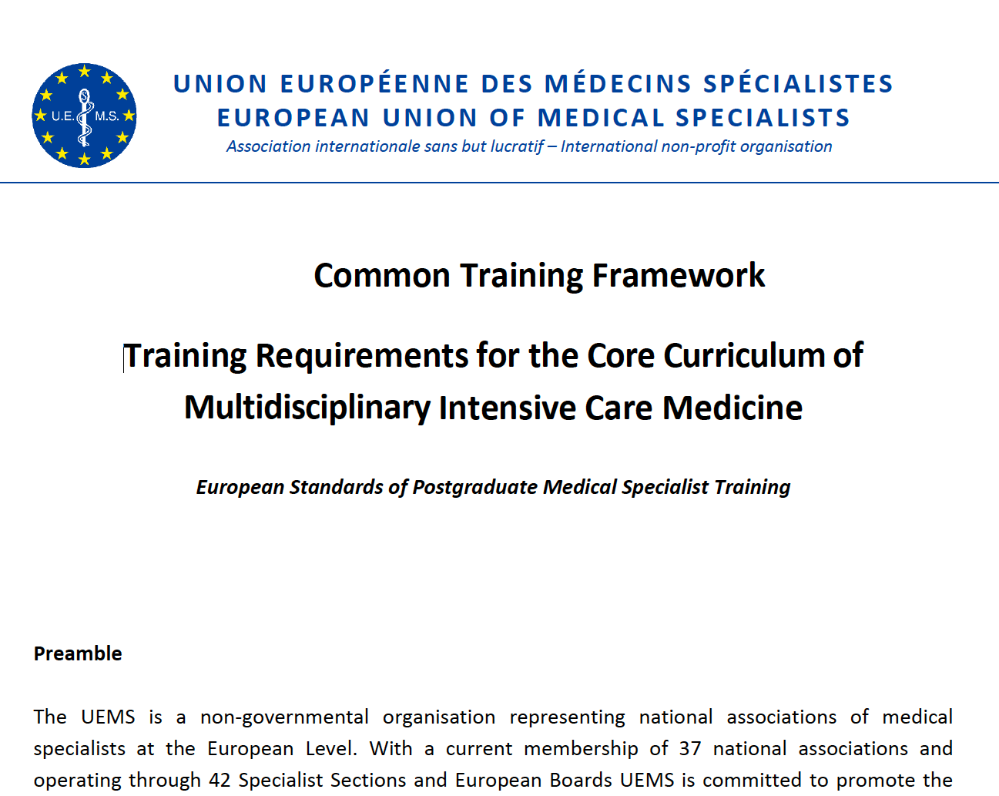 UNION EUROPÉENNE DES MÉDECINS SPÉCIALISTES
EUROPEAN UNION OF MEDICAL SPECIALISTS
Association internationale sans but lucratif – International non-profit organisation
U.E. M.S.
Common Training Framework
Training Requirements for the Core Curriculum of
Multidisciplinary Intensive Care Medicine
European Standards of Postgraduate Medical Specialist Training
Preamble
The UEMS is a non-governmental organisation representing national associations of medical
specialists at the European Level. With a current membership of 37 national associations and
operating through 42 Specialist Sections and European Boards UEMS is committed to promote the